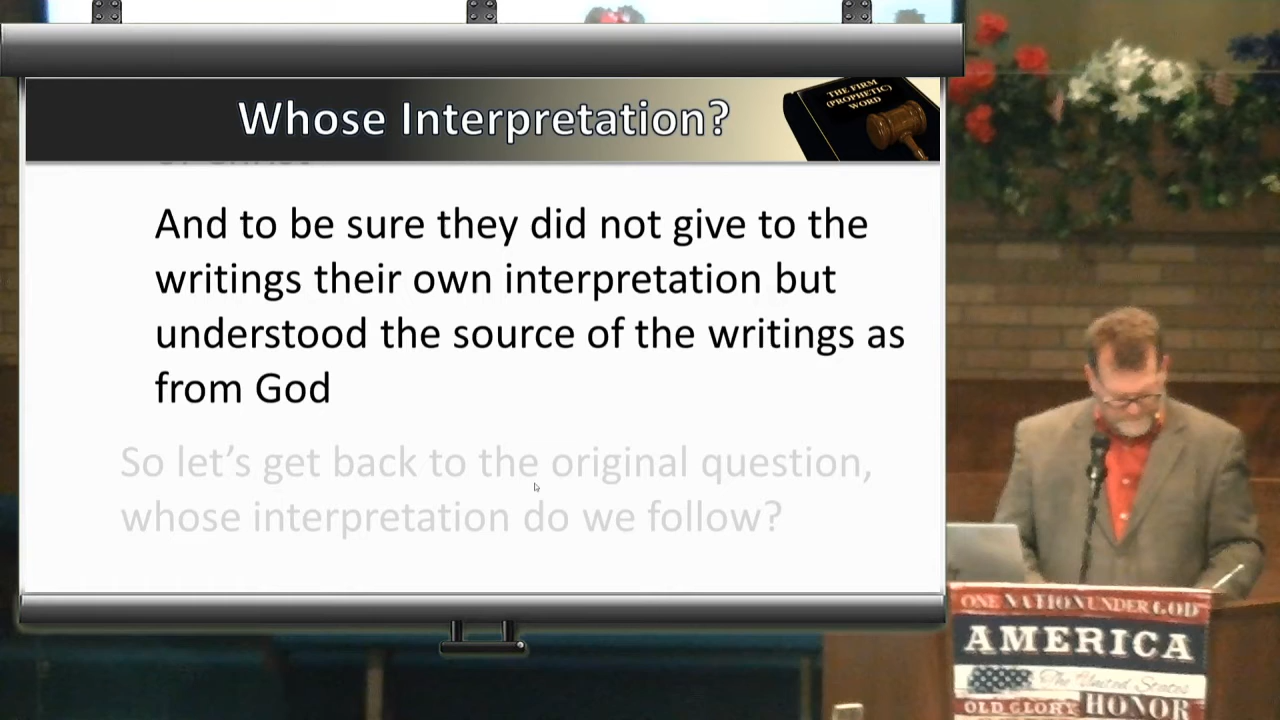 Whose Interpretation?
THE FIRM
(PROPHETIC)
WORD
And to be sure they did not give to the
writings their own interpretation but
understood the source of the writings as
from God
So let's get back to the original question,
whose interpretation do we follow?
ONE NATION UNDER GOD
AMERICA
The United States
OLD GLORY HONOR